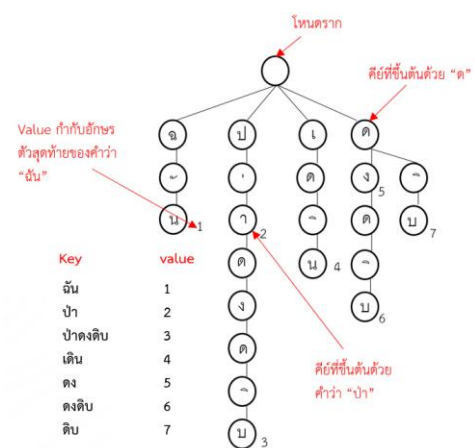 โหนดราก
คีย์ที่ขึ้นต้นด้วย “ด”
Value กำกับอักษร
ตัวสุดท้ายของคำว่า
“ฉัน”
ฉ ป เ ด
ั ่ ด ง 5 ิ
น 1 า 2 ิ ด บ 7
ด น 4 ิ
ง บ 6
ด
ิ
บ 3
Key value
ฉัน 1
ป่า 2
ป่าดงดิบ 3
เดิน 4
ดง 5
ดงดิบ 6
ดิบ 7
คีย์ที่ขึ้นต้นด้วย
คำว่า “ป่า”